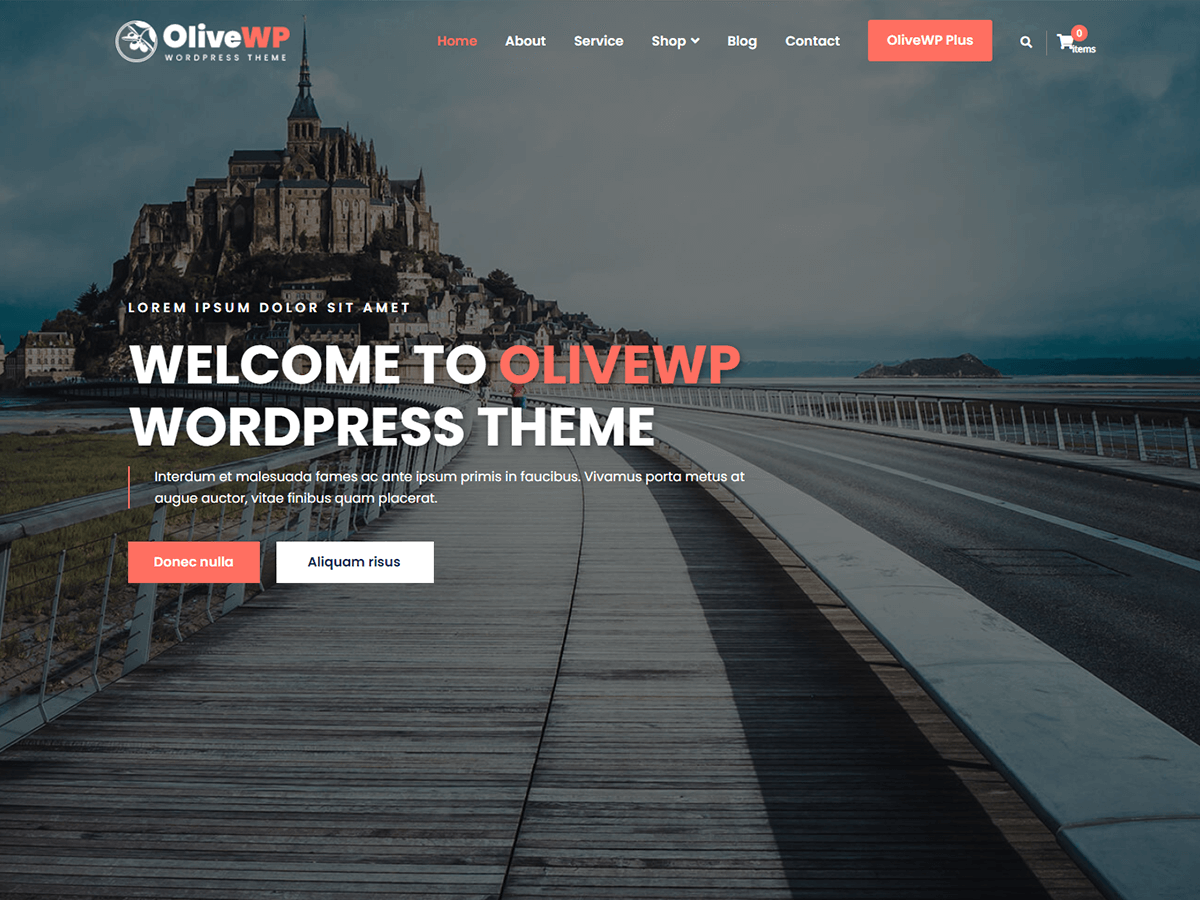 OliveWP
WORDPRESS THEME
Home About Service Shop Blog Contact OliveWP Plus 0 items
LOREM IPSUM DOLOR SIT AMET
WELCOME TO OLIVEWP
WORDPRESS THEME
Interdum et malesuada fames ac ante ipsum primis in faucibus. Vivamus porta metus at
augue auctor, vitae finibus quam placerat.
Donec nulla Aliquam risus